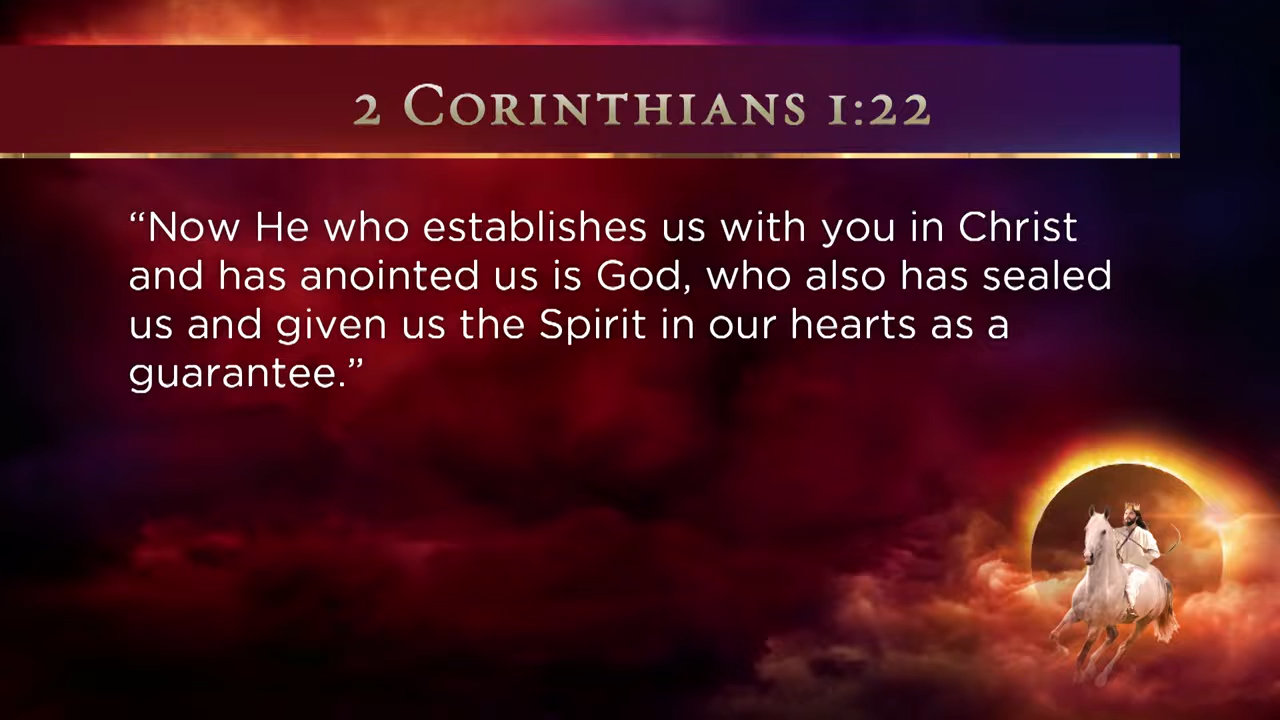 2 Corinthians 1:22
“Now He who establishes us with you in Christ
and has anointed us is God, who also has sealed
us and given us the Spirit in our hearts as a
guarantee.”